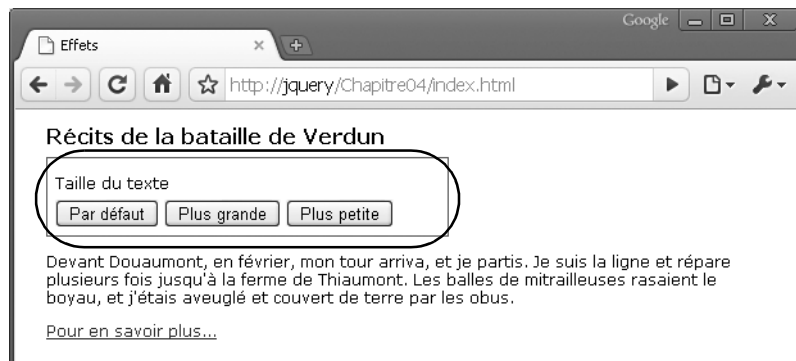 Google
Effets
http://jquery/Chapitre04/index.html
Récits de la bataille de Verdun
Taille du texte
Par défaut Plus grande Plus petite
Devant Douaumont, en février, mon tour arriva, et je partis. Je suis la ligne et répare
plusieurs fois jusqu'à la ferme de Thiaumont. Les balles de mitrailleuses rasaient le
boyau, et j'étais aveuglé et couvert de terre par les obus.
Pour en savoir plus...